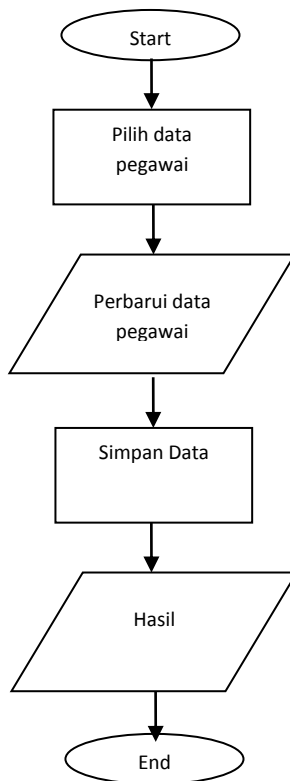 Start
Pilih data
pegawai
Perbarui data
pegawai
Simpan Data
Hasil
End